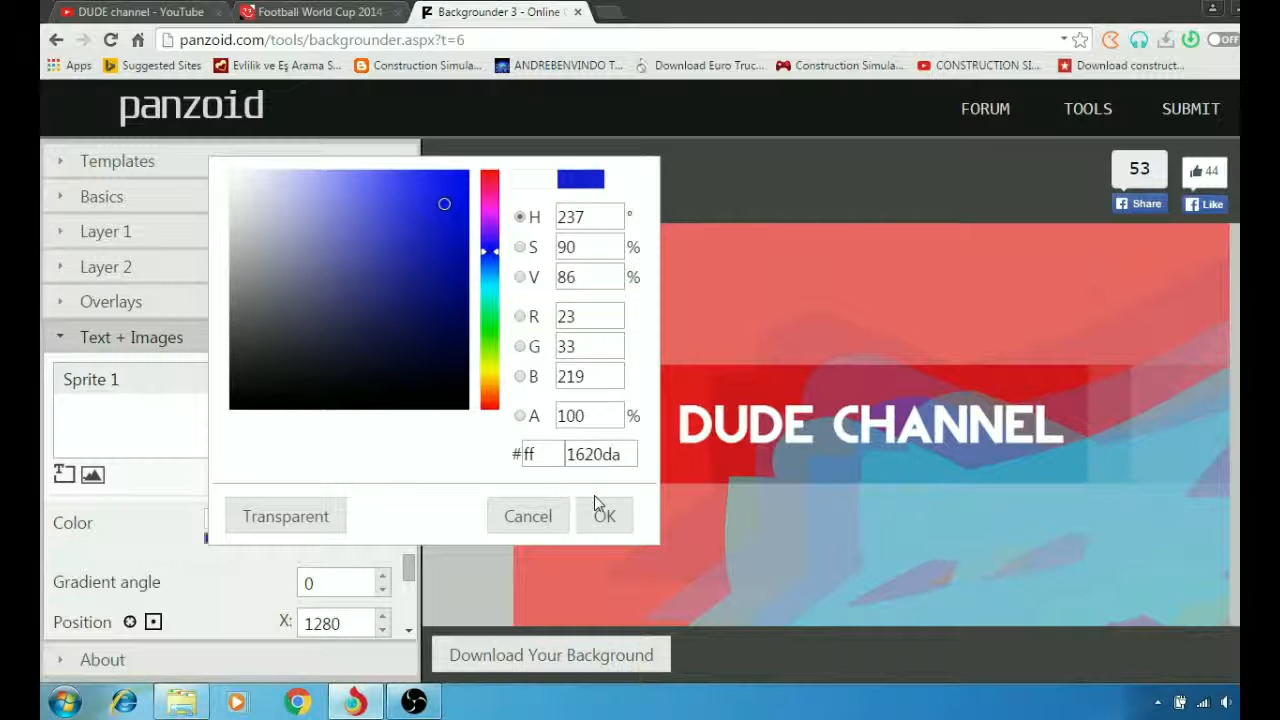 DUDE channel - YouTube
Football World Cup 2014
Backgrounder 3 - Online
panzoid.com/tools/backgrounder.aspx?t=6
OFF
Apps
Suggested Sites
Evlilik ve Eş Arama S...
Construction Simula...
ANDREBENVINDO T...
Download Euro Truc...
Construction Simula...
CONSTRUCTION SI...
Download construct...
panzoid
FORUM
TOOLS
SUBMIT
Templates
Basics
Layer 1
Layer 2
Overlays
Text + Images
Sprite 1
Color
Gradient angle
0
Position
X:
1280
About
H 237 °
S 90 %
V 86 %
R 23
G 33
B 219
A 100 %
# ff 1620da
Transparent
Cancel
OK
53
Share
44
Like
DUDE CHANNEL
Download Your Background